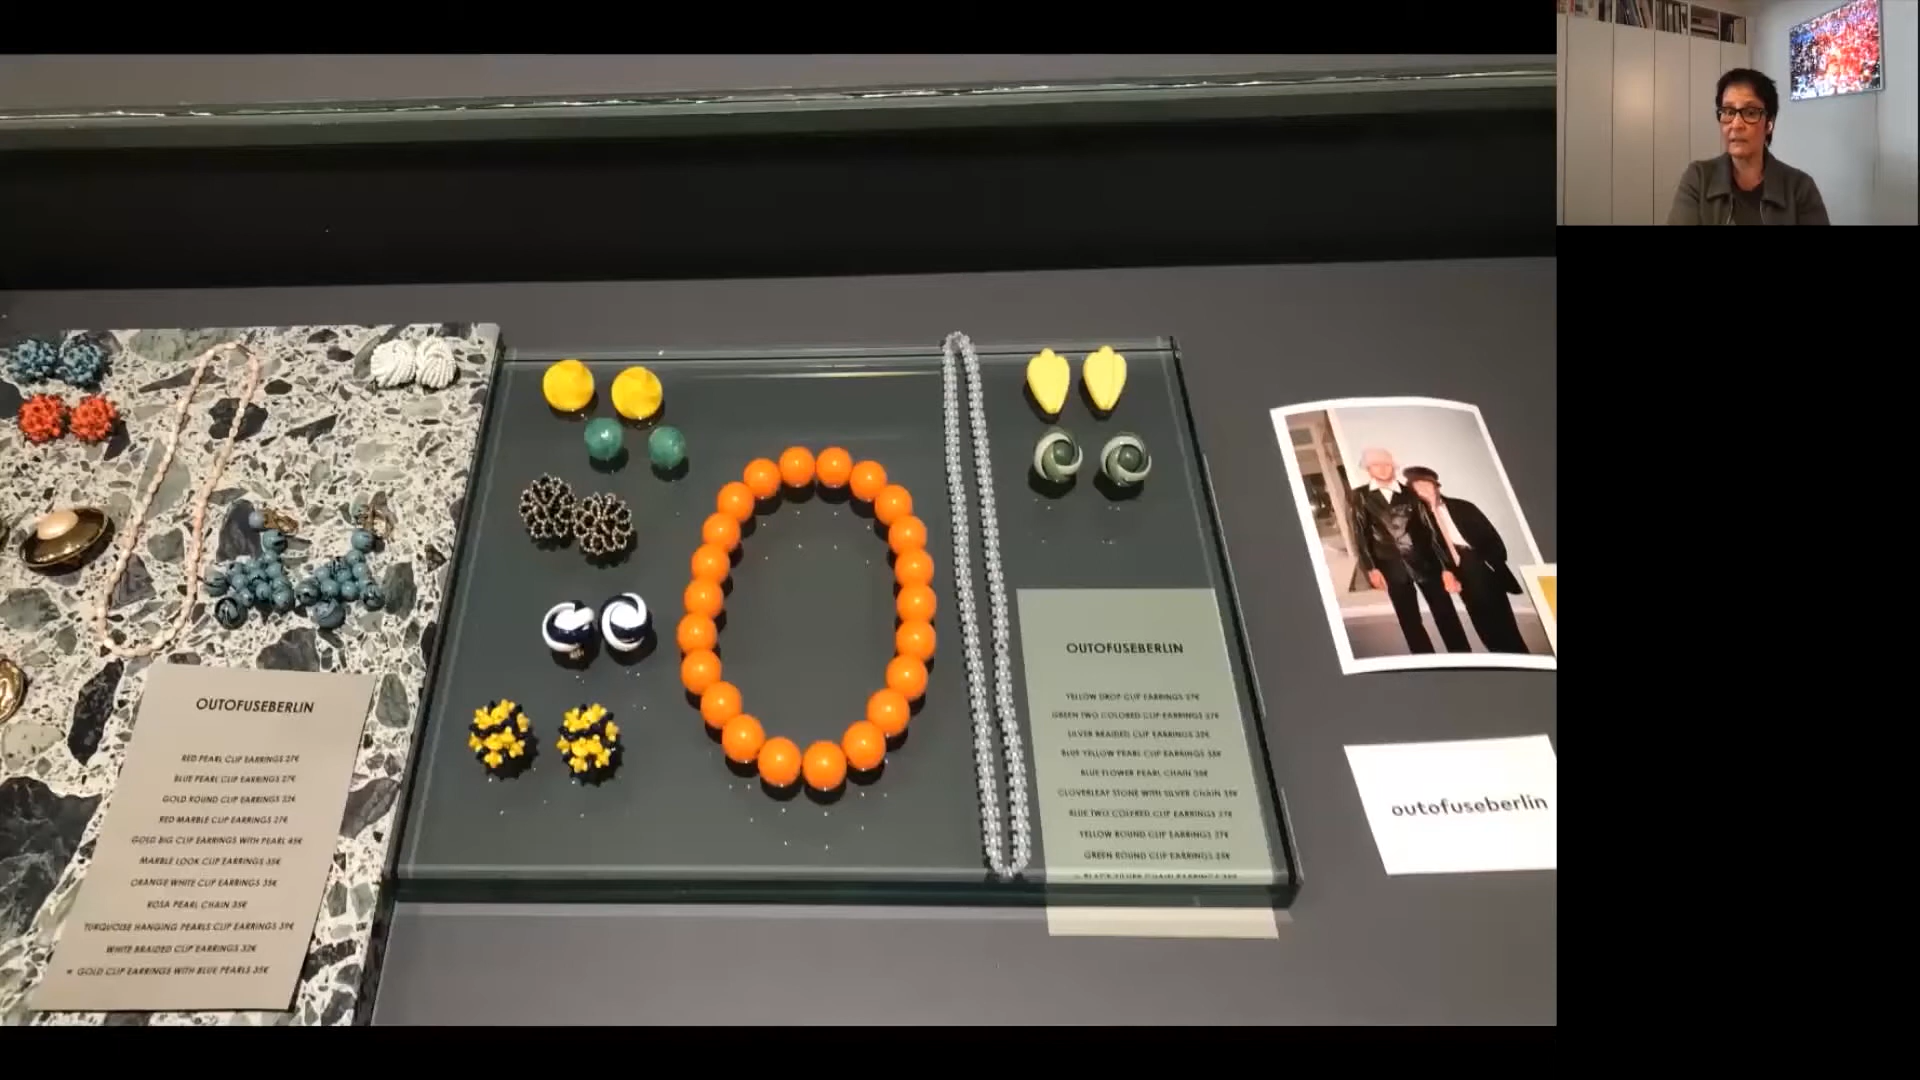 OUTOFUSEBERLIN
RED PEARL CLIP EARRINGS 27€
BLUE PEARL CLIP EARRINGS 27€
GOLD ROUND CLIP EARRINGS 32€
RED MARBLE CLIP EARRINGS 27€
GOLD BIG CLIP EARRINGS WITH PEARL 45€
MARBLE LOOK CLIP EARRINGS 35€
ORANGE WHITE CLIP EARRINGS 35€
ROSA PEARL CHAIN 35€
TURQUOISE HANGING PEARLS CLIP EARRINGS 39€
WHITE BRAIDED CLIP EARRINGS 32€
GOLD CLIP EARRINGS WITH BLUE PEARLS 35€
OUTOFUSEBERLIN
YELLOW DROP CLIP EARRINGS 27€
GREEN TWO COLORED CLIP EARRINGS 27€
SILVER BRAIDED CLIP EARRINGS 32€
BLUE YELLOW PEARL CLIP EARRINGS 35€
BLUE FLOWER PEARL CHAIN
CLOVERLEAF STONE WITH SILVER CHAIN
BLUE TWO COLORED CLIP EARRINGS 27€
YELLOW ROUND CLIP EARRINGS 27€
GREEN ROUND CLIP EARRINGS 25€
BLACK SILVER CHAIN EARRINGS
outofuseberlin